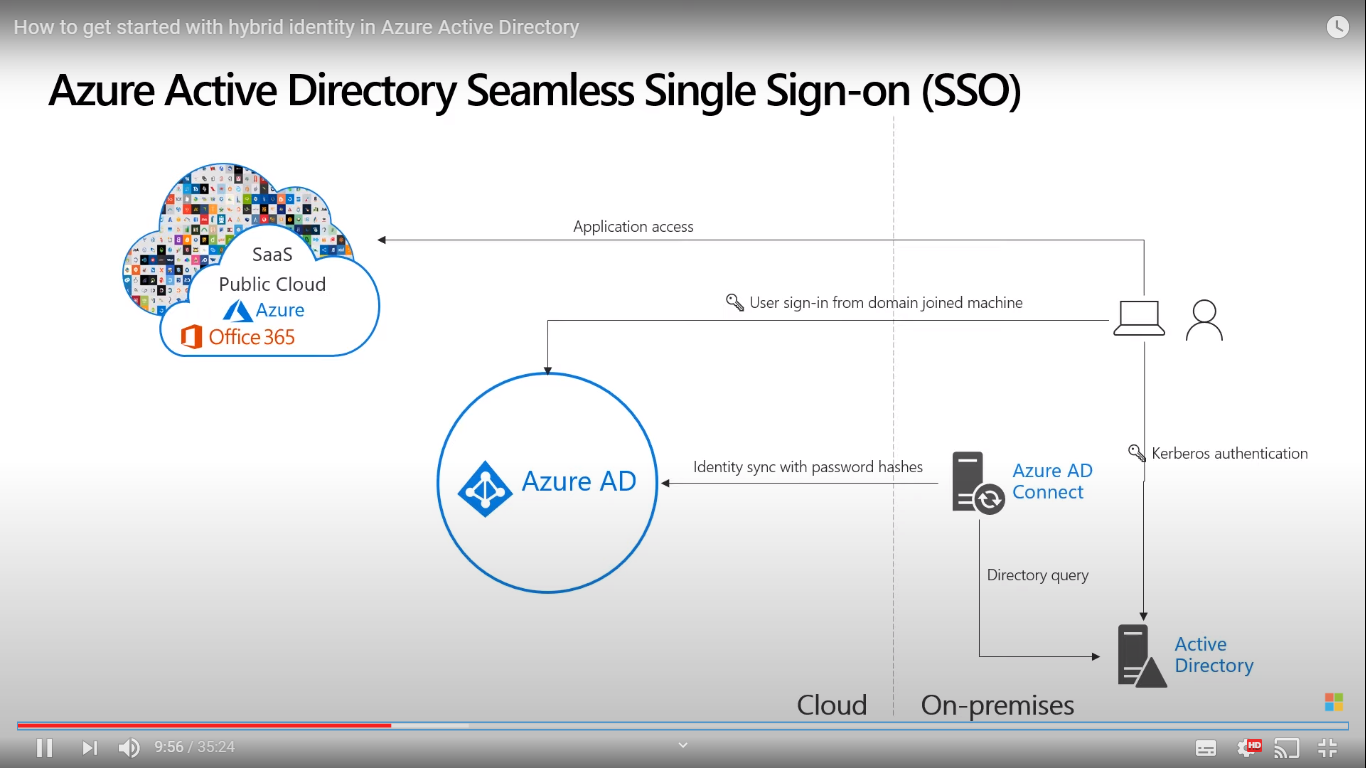 How to get started with hybrid identity in Azure Active Directory
Azure Active Directory Seamless Single Sign-on (SSO)
Application access
SaaS
Public Cloud
Azure
Office 365
User sign-in from domain joined machine
Kerberos authentication
Identity sync with password hashes
Azure AD
Azure AD
Connect
Directory query
Active
Directory
Cloud
On-premises
9:56 / 35:24
HD